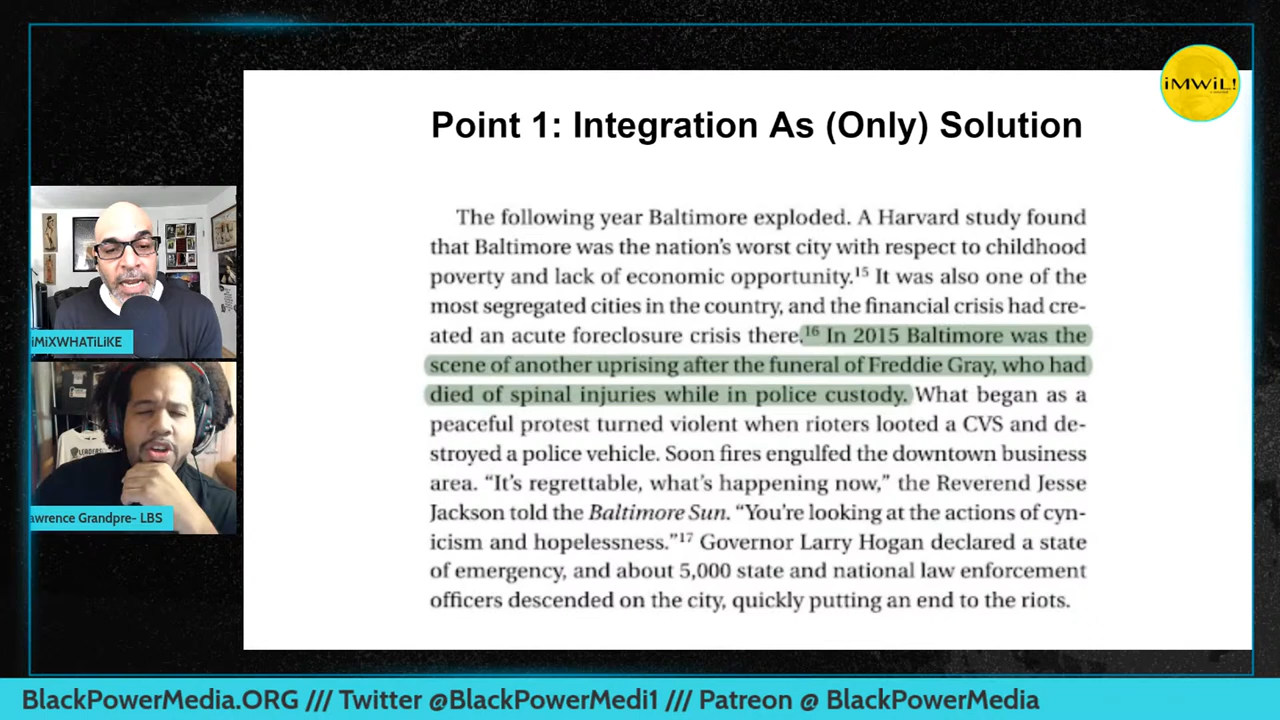 iMWiL!
Point 1: Integration As (Only) Solution
The following year Baltimore exploded. A Harvard study found
that Baltimore was the nation's worst city with respect to childhood
poverty and lack of economic opportunity.15 It was also one of the
most segregated cities in the country, and the financial crisis had cre-
ated an acute foreclosure crisis there.16 In 2015 Baltimore was the
scene of another uprising after the funeral of Freddie Gray, who had
died of spinal injuries while in police custody. What began as a
peaceful protest turned violent when rioters looted a CVS and de-
stroyed a police vehicle. Soon fires engulfed the downtown business
area. “It's regrettable, what's happening now,” the Reverend Jesse
Jackson told the Baltimore Sun. “You're looking at the actions of cyn-
icism and hopelessness.”17 Governor Larry Hogan declared a state
of emergency, and about 5,000 state and national law enforcement
officers descended on the city, quickly putting an end to the riots.
iMiXWHATiLiKE
awrence Grandpre- LBS
BlackPowerMedia.ORG /// Twitter @BlackPowerMedi1 /// Patreon @ BlackPowerMedia